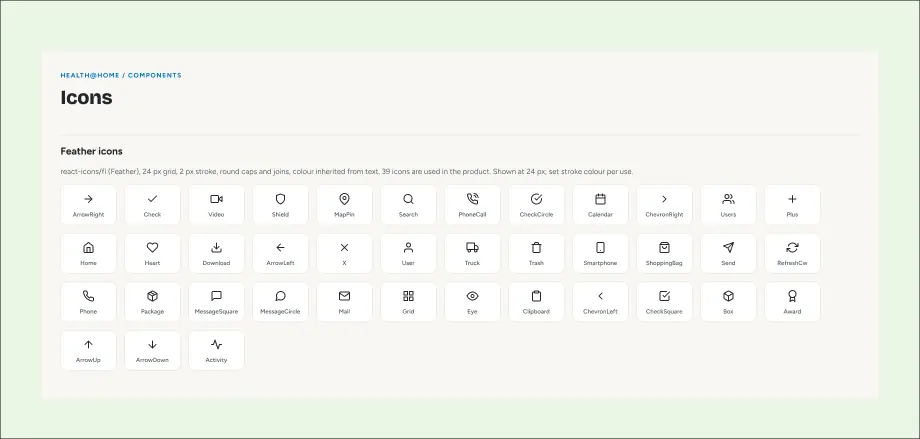 HEALTH@HOME / COMPONENTS
Icons
Feather icons
react-icons/fi (Feather), 24 px grid, 2 px stroke, round caps and joins, colour inherited from text. 39 icons are used in the product. Shown at 24 px; set stroke colour per use.
ArrowRight Check Video Shield MapPin Search PhoneCall CheckCircle Calendar ChevronRight Users Plus
Home Heart Download ArrowLeft X User Truck Trash Smartphone ShoppingBag Send RefreshCw
Phone Package MessageSquare MessageCircle Mail Grid Eye Clipboard ChevronLeft CheckSquare Box Award
ArrowUp ArrowDown Activity